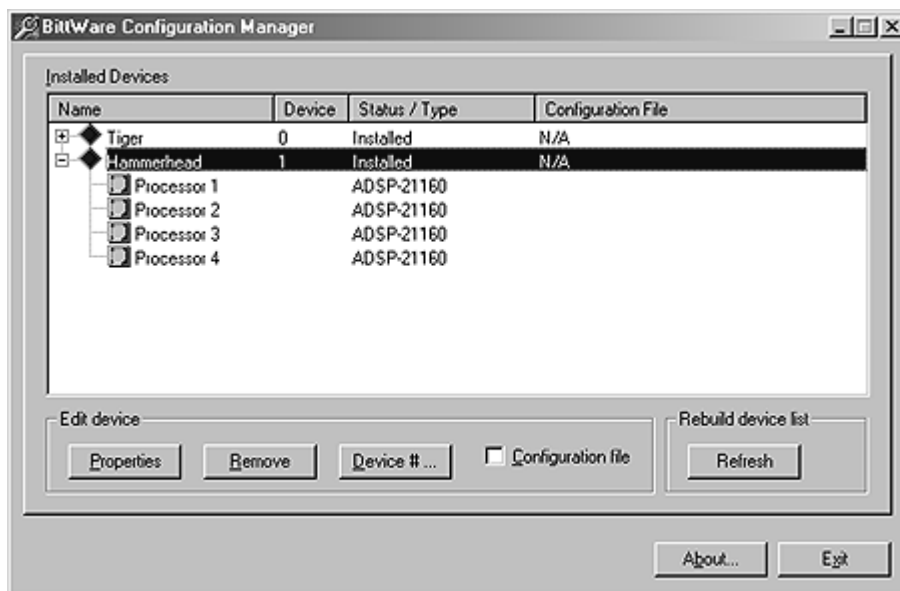 BittWare Configuration Manager
Installed Devices
Name Device Status / Type Configuration File
Tiger 0 Installed N/A
Hammerhead 1 Installed N/A
Processor 1 ADSP-21160
Processor 2 ADSP-21160
Processor 3 ADSP-21160
Processor 4 ADSP-21160
Edit device Rebuild device list
Properties Remove Device # ... Configuration file Refresh
About... Exit